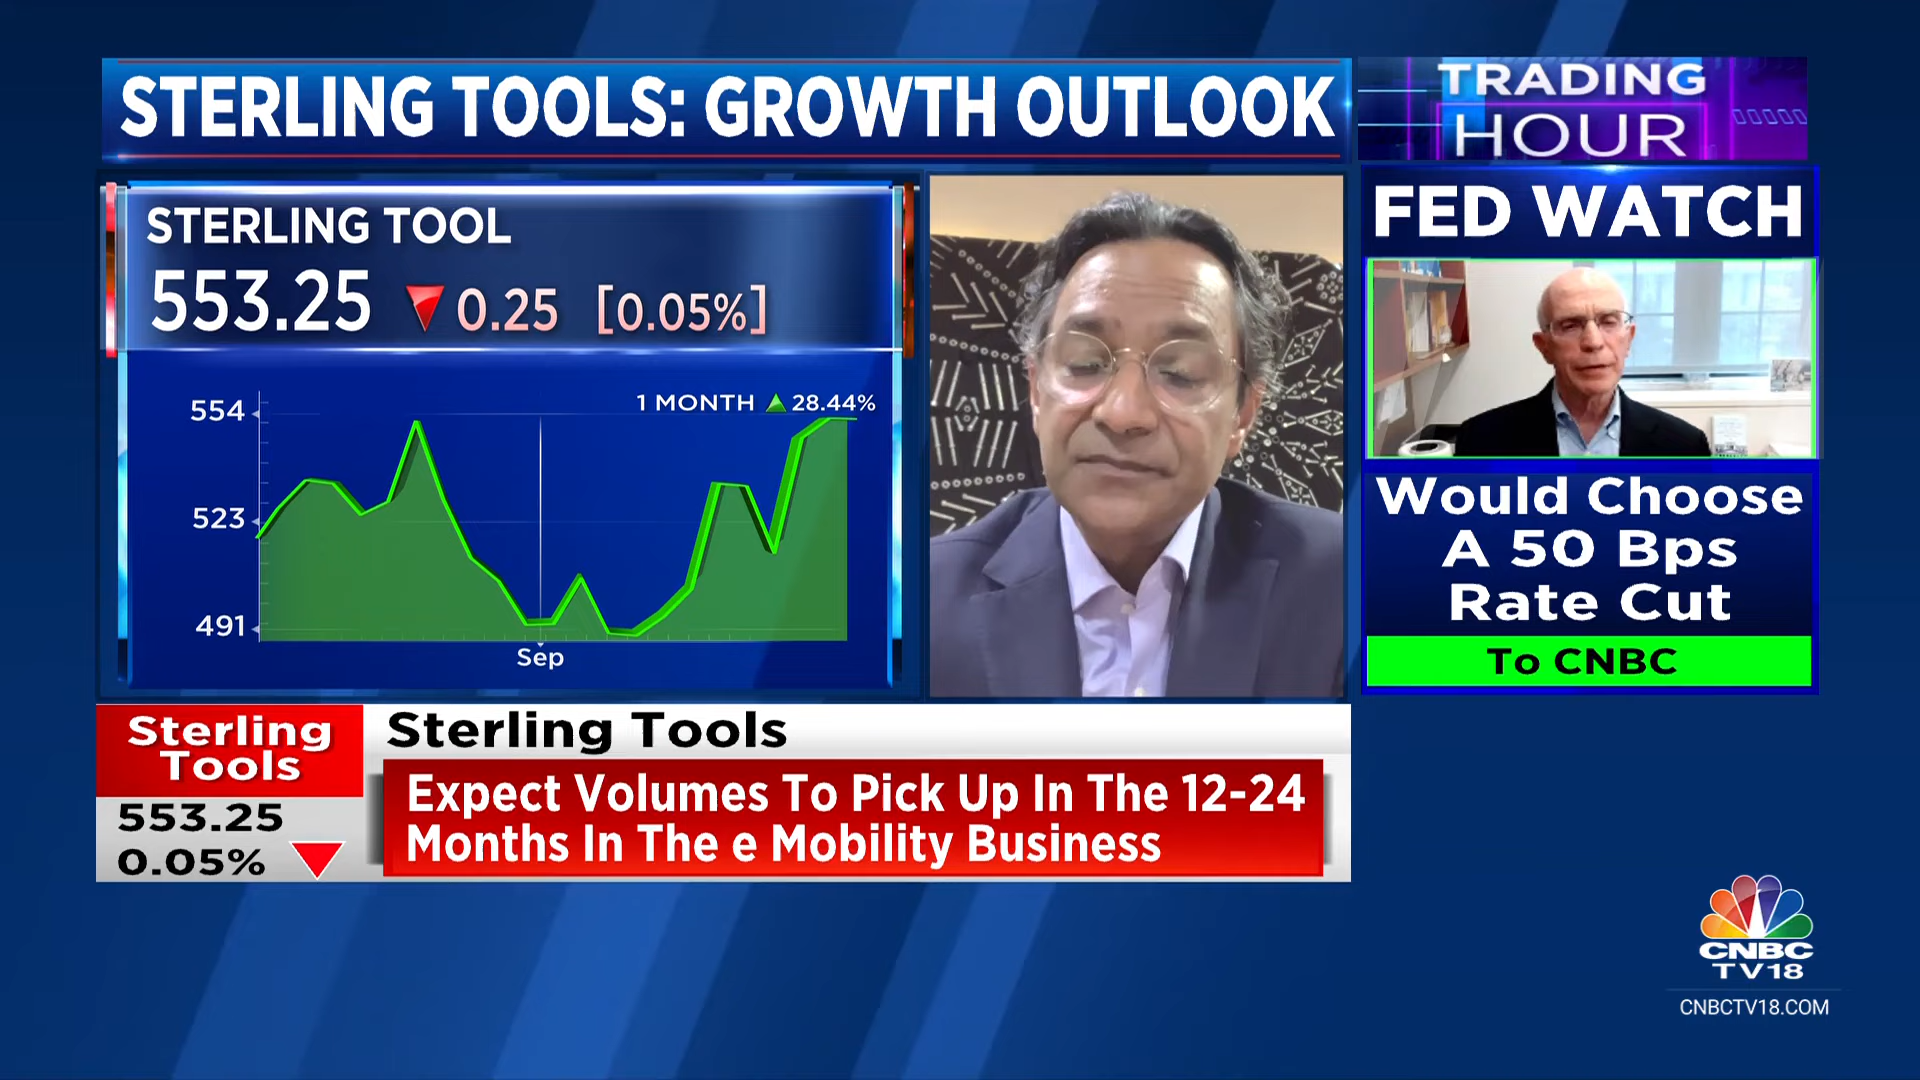 STERLING TOOLS: GROWTH OUTLOOK
TRADING
HOUR
STERLING TOOL
553.25 ▼ 0.25 [0.05%]
1 MONTH ▲ 28.44%
554
523
491
Sep
FED WATCH
Would Choose
A 50 Bps
Rate Cut
To CNBC
Sterling
Tools
553.25
0.05% ▼
Sterling Tools
Expect Volumes To Pick Up In The 12-24
Months In The e Mobility Business
CNBC
TV18
CNBCTV18.COM